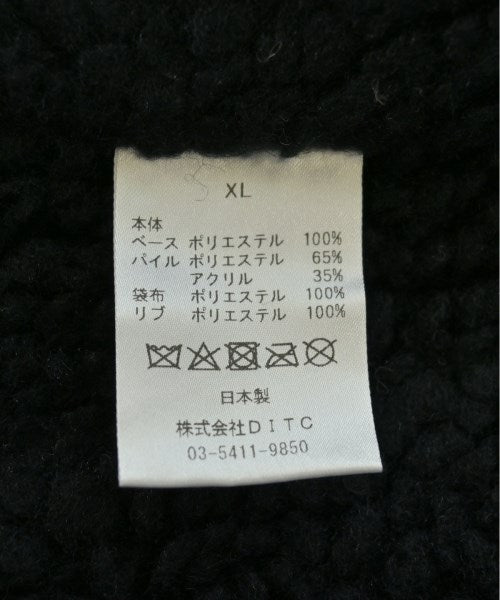 XL
本体
ベース ポリエステル 100%
パイル ポリエステル 65%
アクリル 35%
袋布 ポリエステル 100%
リブ ポリエステル 100%
日本製
株式会社DITC
03-5411-9850